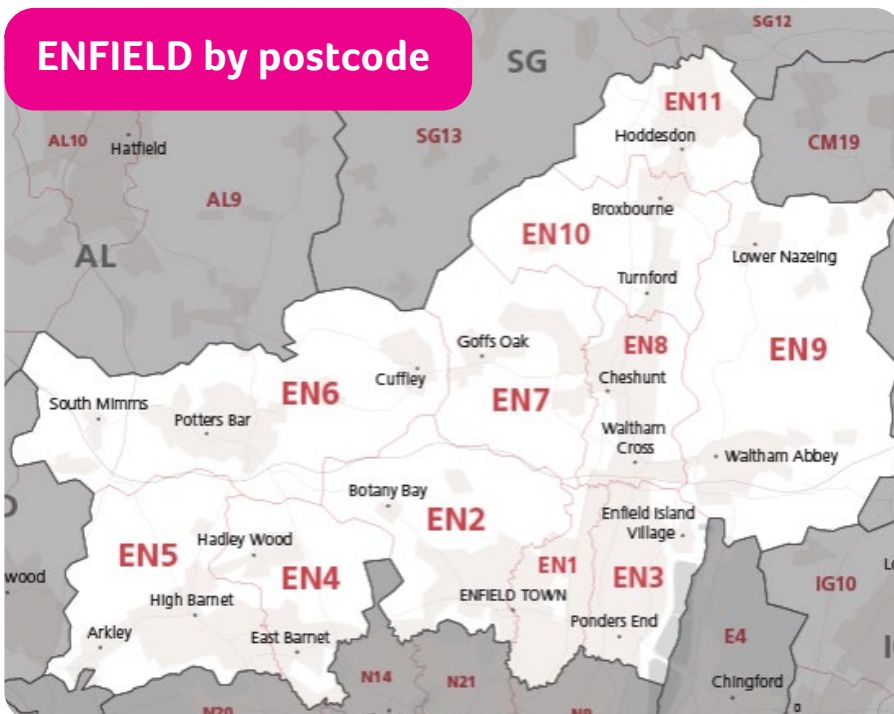 ENFIELD by postcode
SG12
SG
EN11
AL10
Hatfield
SG13
Hoddesdon
CM19
AL9
Broxbourne
EN10
AL
Lower Nazeing
Turnford
Goffs Oak
EN8
EN9
Cuffley
Cheshunt
EN6
EN7
South Mimms
Potters Bar
Waltham
Cross
Waltham Abbey
Botany Bay
EN2
Enfield Island
Village
Hadley Wood
EN5
EN4
EN1
EN3
wood
IG10
High Barnet
ENFIELD TOWN
Ponders End
Arkley
East Barnet
E4
N14
N21
Chingford
N20
N9